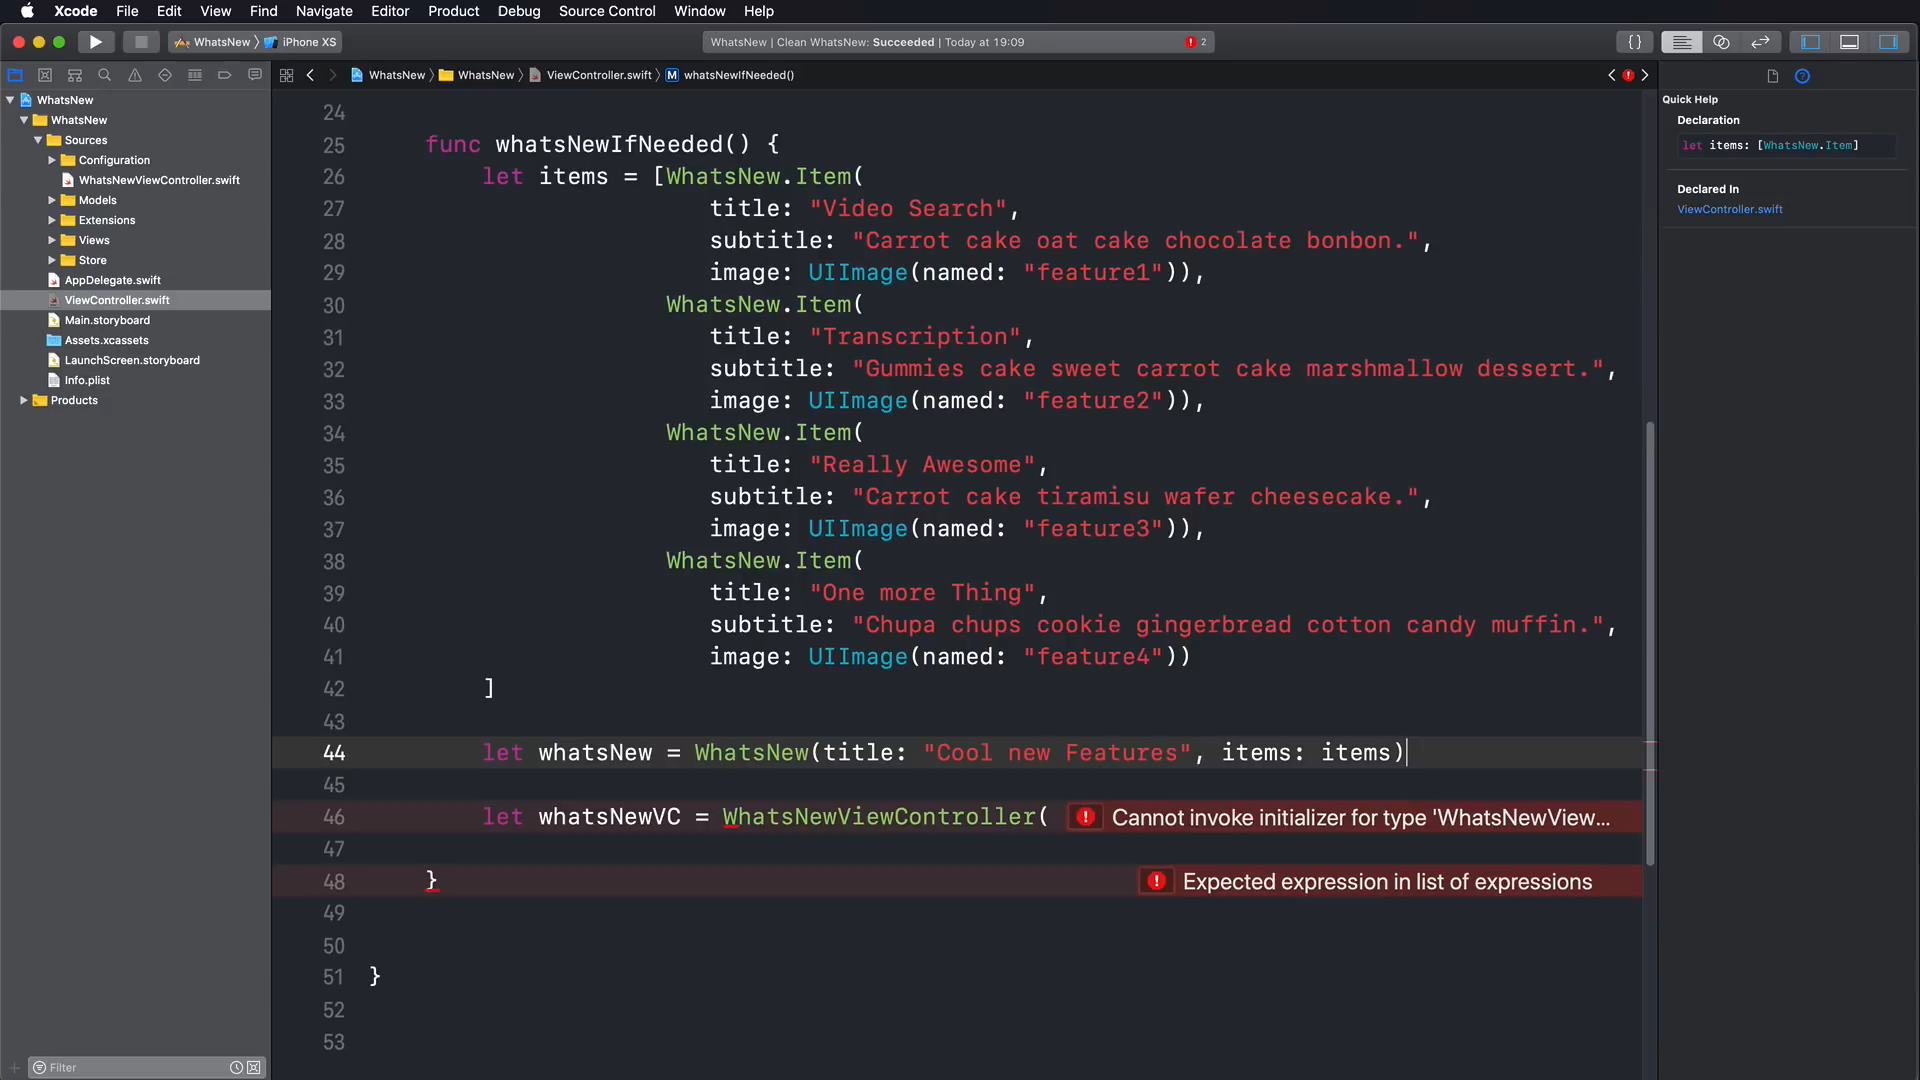 Xcode File Edit View Find Navigate Editor Product Debug Source Control Window Help
WhatsNew iPhone XS
WhatsNew | Clean WhatsNew: Succeeded | Today at 19:09
2
WhatsNew WhatsNew ViewController.swift M whatsNewIfNeeded()
WhatsNew
WhatsNew
Sources
Configuration
WhatsNewViewController.swift
Models
Extensions
Views
Store
AppDelegate.swift
ViewController.swift
Main.storyboard
Assets.xcassets
LaunchScreen.storyboard
Info.plist
Products
Filter
24
25 func whatsNewIfNeeded() {
26 let items = [WhatsNew.Item(
27 title: "Video Search",
28 subtitle: "Carrot cake oat cake chocolate bonbon.",
29 image: UIImage(named: "feature1")),
30 WhatsNew.Item(
31 title: "Transcription",
32 subtitle: "Gummies cake sweet carrot cake marshmallow dessert.",
33 image: UIImage(named: "feature2")),
34 WhatsNew.Item(
35 title: "Really Awesome",
36 subtitle: "Carrot cake tiramisu wafer cheesecake.",
37 image: UIImage(named: "feature3")),
38 WhatsNew.Item(
39 title: "One more Thing",
40 subtitle: "Chupa chups cookie gingerbread cotton candy muffin.",
41 image: UIImage(named: "feature4"))
42 ]
43
44 let whatsNew = WhatsNew(title: "Cool new Features", items: items)
45
46 let whatsNewVC = WhatsNewViewController( Cannot invoke initializer for type 'WhatsNewView...
47
48 } Expected expression in list of expressions
49
50
51 }
52
53
Quick Help
Declaration
let items: [WhatsNew.Item]
Declared In
ViewController.swift